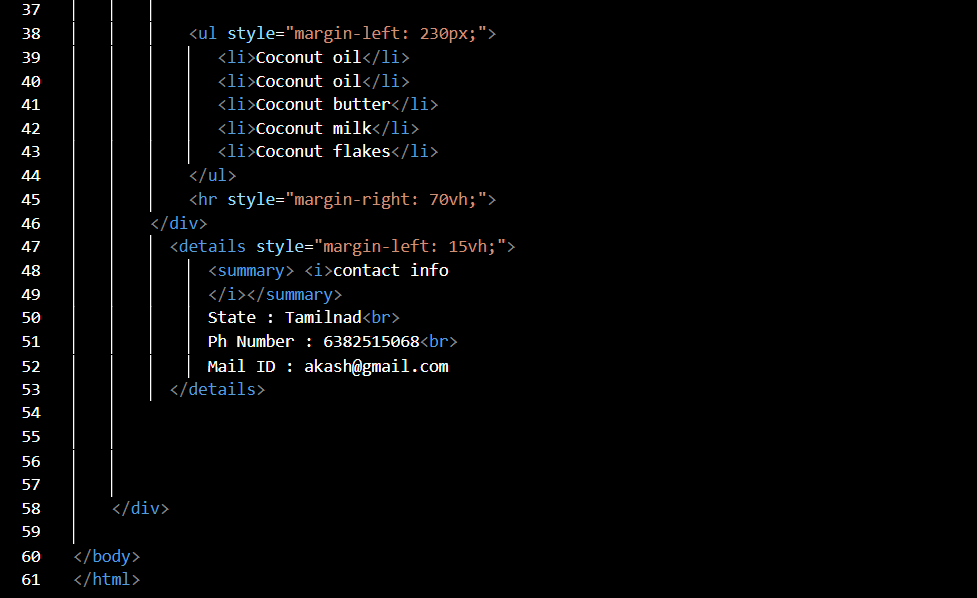 37
38 <ul style="margin-left: 230px;">
39 <li>Coconut oil</li>
40 <li>Coconut oil</li>
41 <li>Coconut butter</li>
42 <li>Coconut milk</li>
43 <li>Coconut flakes</li>
44 </ul>
45 <hr style="margin-right: 70vh;">
46 </div>
47 <details style="margin-left: 15vh;">
48 <summary> <i>contact info
49 </i></summary>
50 State : Tamilnad<br>
51 Ph Number : 6382515068<br>
52 Mail ID : akash@gmail.com
53 </details>
54
55
56
57
58 </div>
59
60 </body>
61 </html>